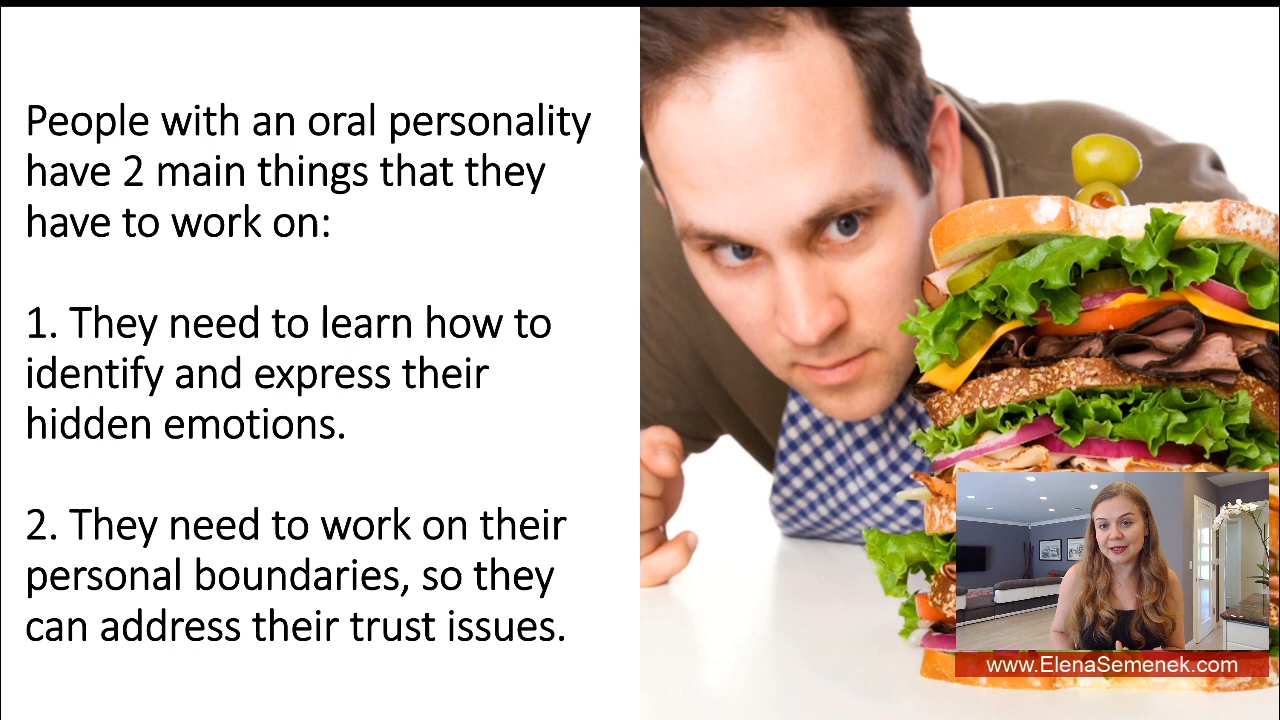 People with an oral personality
have 2 main things that they
have to work on:
1. They need to learn how to
identify and express their
hidden emotions.
2. They need to work on their
personal boundaries, so they
can address their trust issues.
www.ElenaSemenek.com